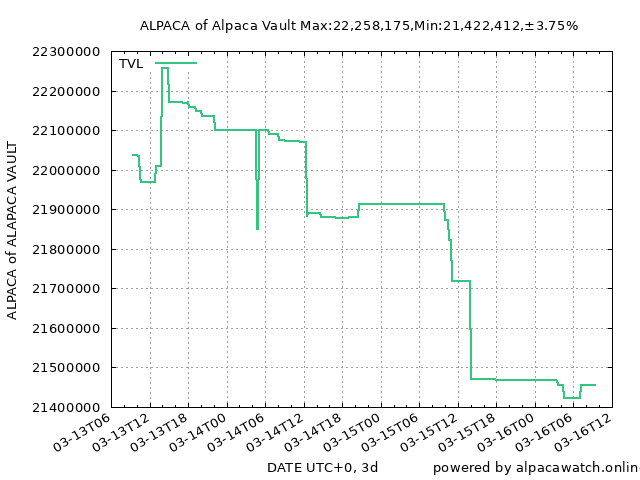 ALPACA of Alpaca Vault Max:22,258,175,Min:21,422,412,±3.75%
TVL
22300000
22200000
22100000
22000000
21900000
21800000
21700000
21600000
21500000
21400000
ALPACA of ALAPACA VAULT
03-13T06
03-13T12
03-13T18
03-14T00
03-14T06
03-14T12
03-14T18
03-15T00
03-15T06
03-15T12
03-15T18
03-16T00
03-16T06
03-16T12
DATE UTC+0, 3d
powered by alpacawatch.onlin